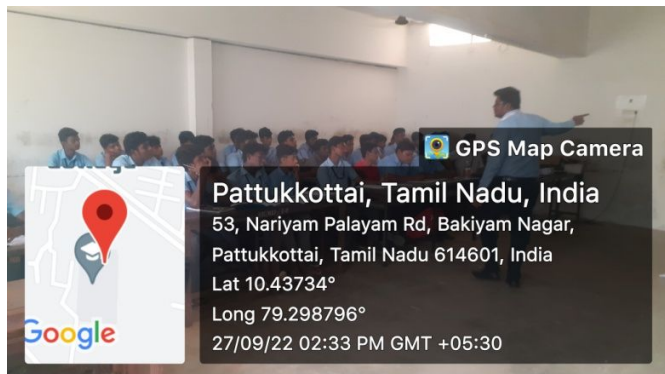 GPS Map Camera
Pattukkottai, Tamil Nadu, India
53, Nariyam Palayam Rd, Bakiyam Nagar,
Pattukkottai, Tamil Nadu 614601, India
Lat 10.43734°
Long 79.298796°
27/09/22 02:33 PM GMT +05:30
Google